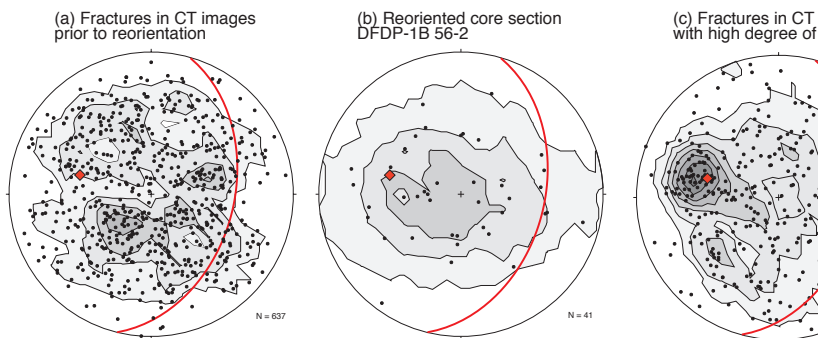 (a) Fractures in CT images
prior to reorientation
(b) Reoriented core section
DFDP-1B 56-2
(c) Fractures in CT
with high degree of
N = 637
N = 41